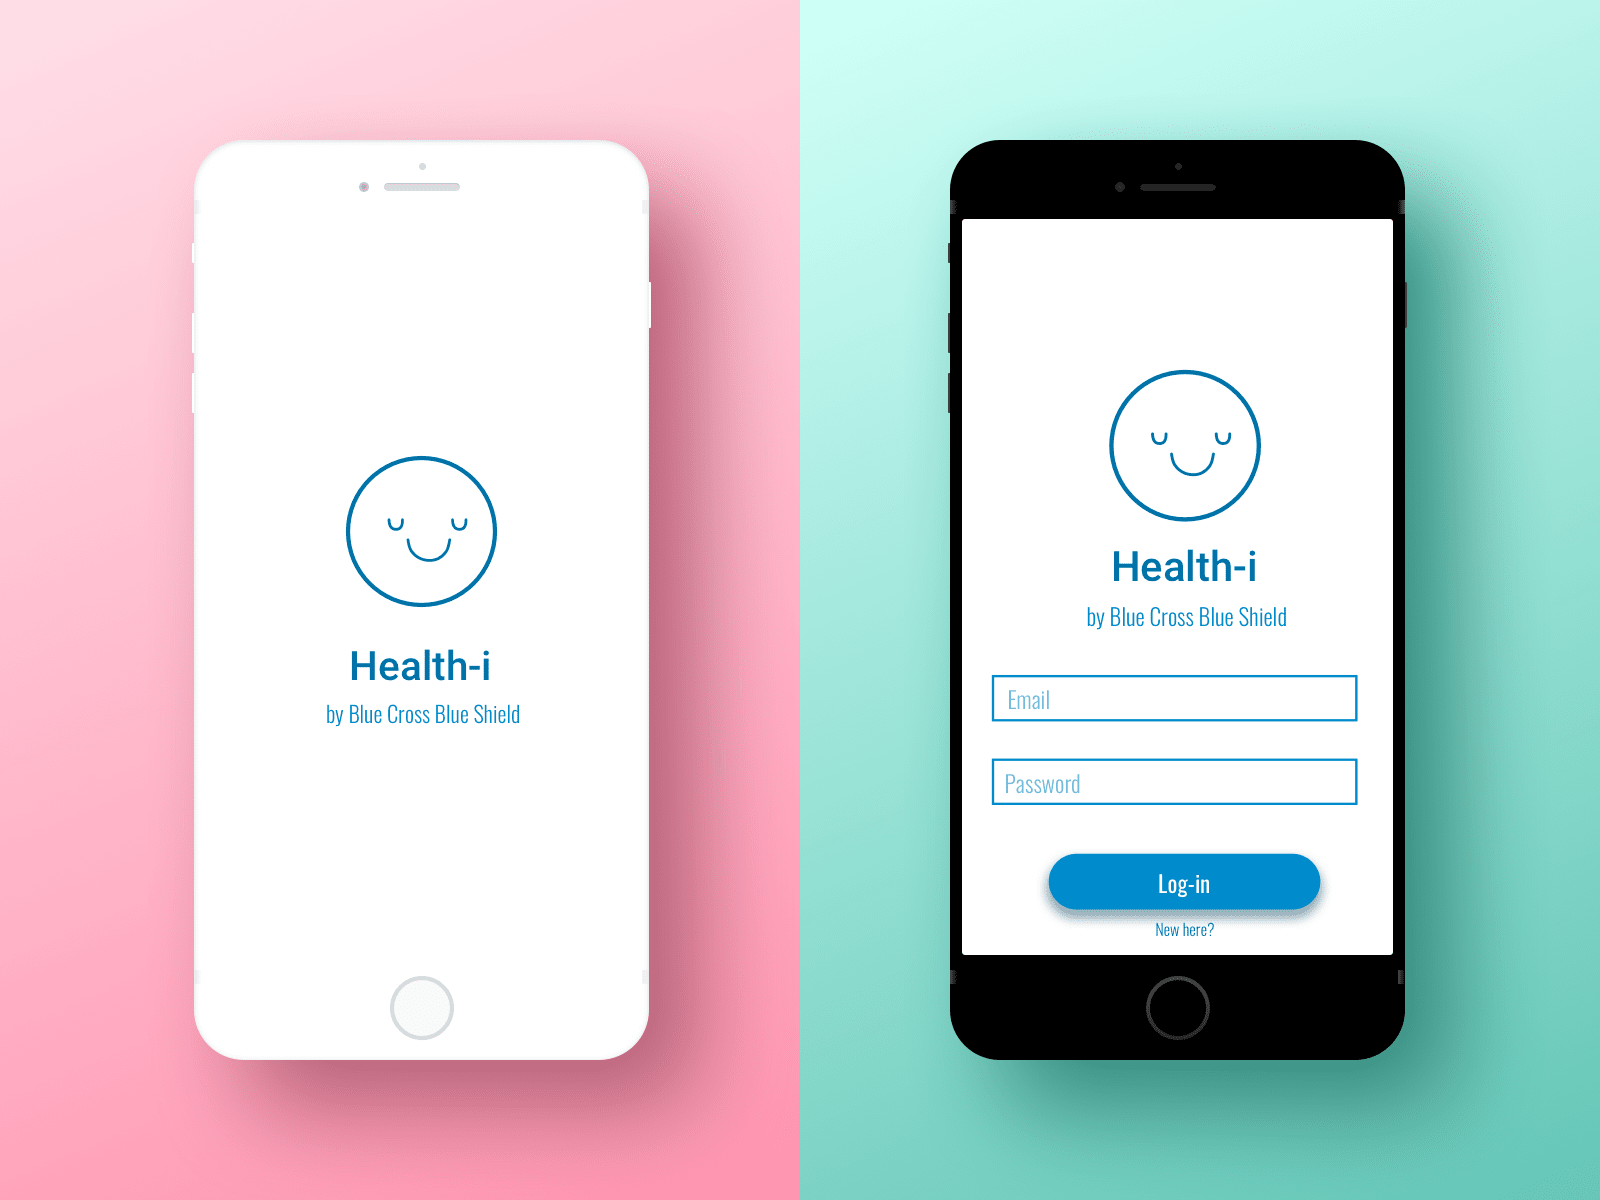 Health-i
by Blue Cross Blue Shield
Health-i
by Blue Cross Blue Shield
Email
Password
Log-in
New here?